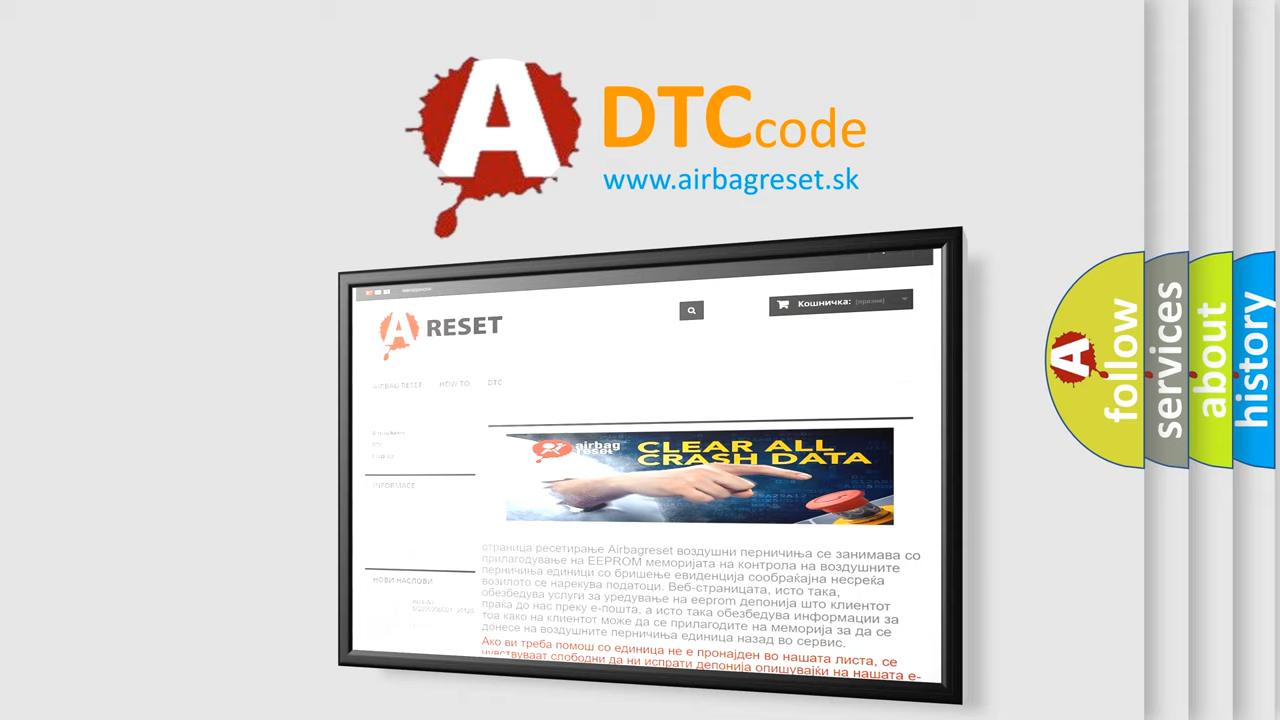 A
DTC code
www.airbagreset.sk
A RESET
Кошничка: (празни)
AIRBAG RESET HOW TO DTC
INFORMACE
airbag
reset
CLEAR ALL
CRASH DATA
страница ресетирање Airbagreset воздушни перничиња се занимава со
прилагодување на EEPROM меморијата на контрола на воздушните
перничиња единици со бришење евиденција сообраќајна несреќа
возилото се нарекува податоци. Веб-страницата, исто така,
обезбедува услуги за уредување на eeprom депонија што клиентот
праќа до нас преку е-пошта, а исто така обезбедува информации за
тоа како на клиентот може да се прилагодите на меморија за да се
донесе на воздушните перничиња единица назад во сервис.
Ако ви треба помош со единица не е пронајден во нашата листа, се
чувствуваат слободни да ни испрати депонија опишувајќи на нашата е-
НОВИ НАСЛОВИ
A
follow
services
about
history